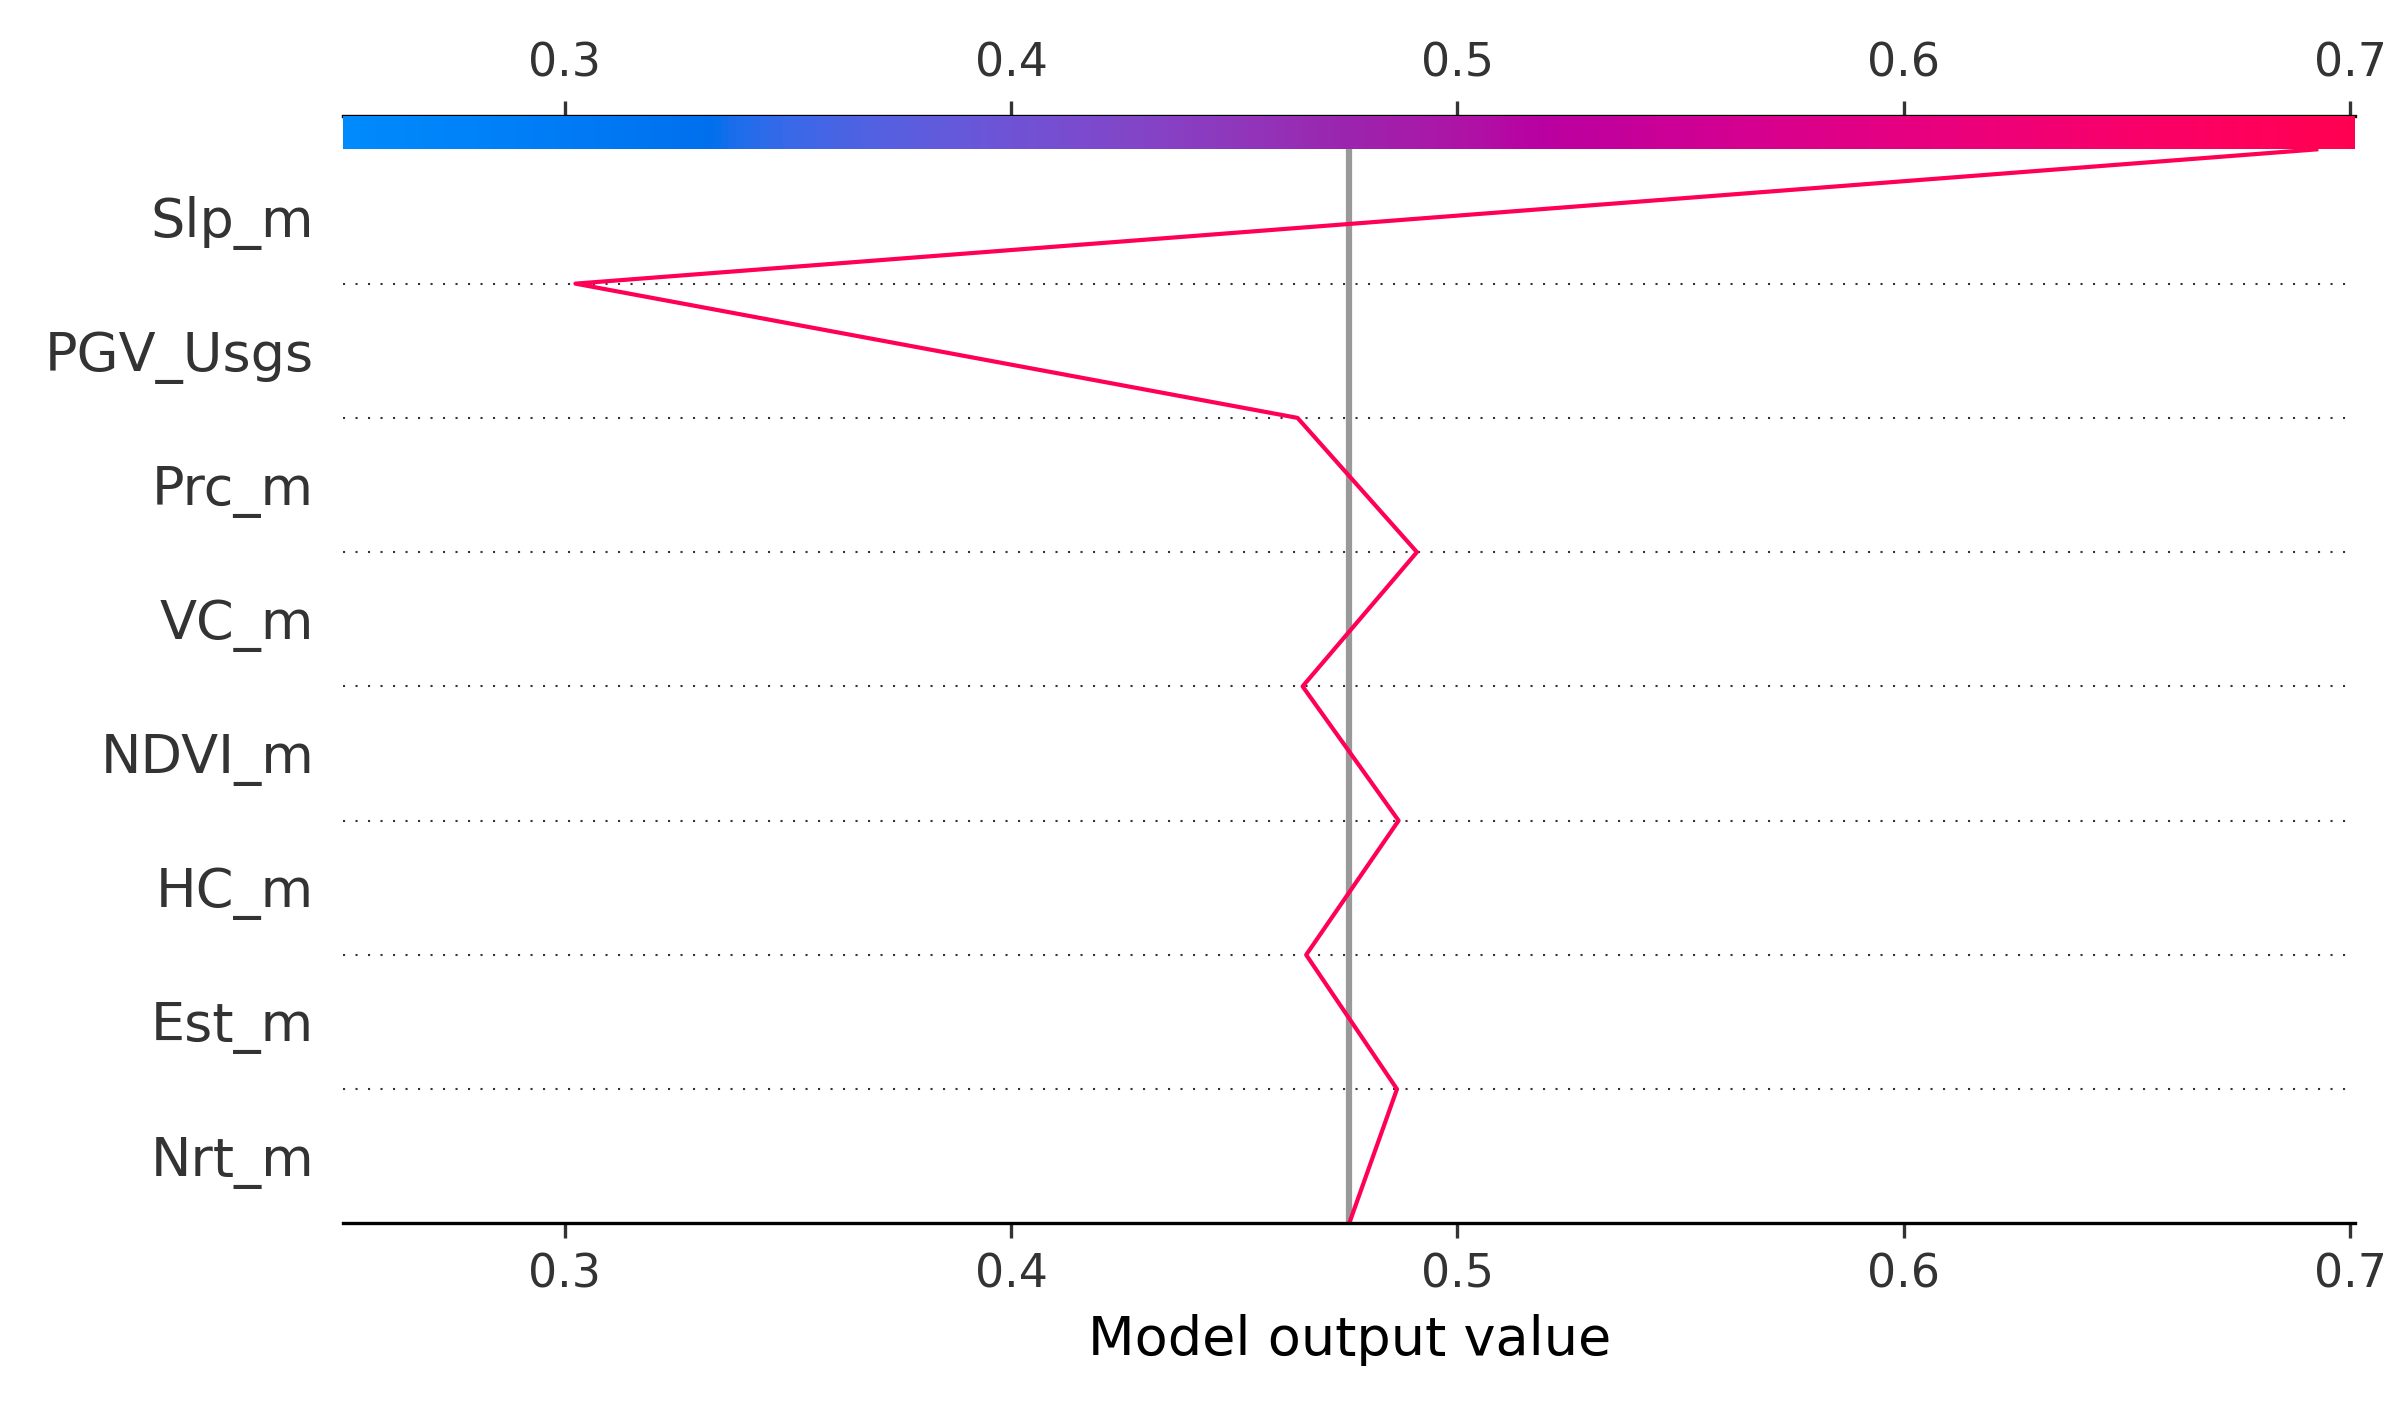 0.3 0.4 0.5 0.6 0.7
Slp_m
PGV_Usgs
Prc_m
VC_m
NDVI_m
HC_m
Est_m
Nrt_m
0.3 0.4 0.5 0.6 0.7
Model output value